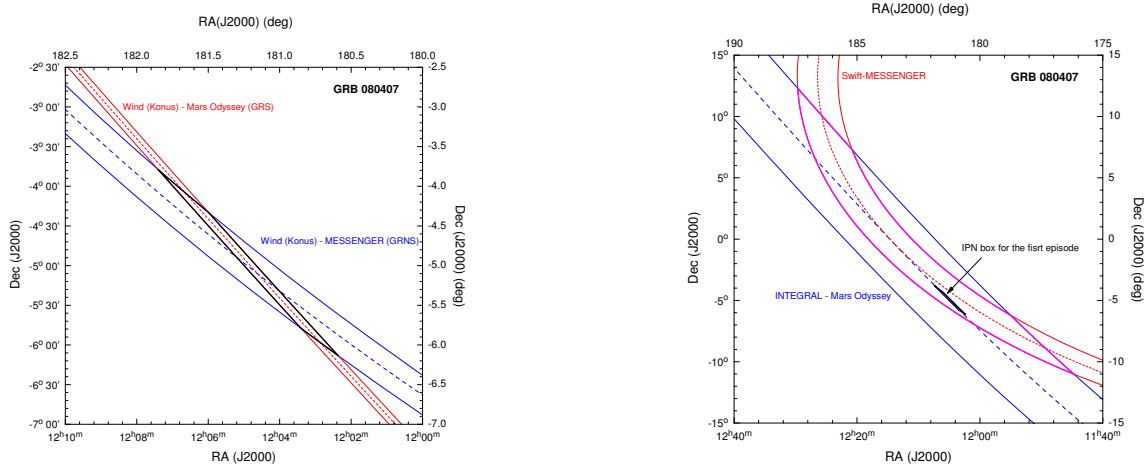 RA(J2000) (deg)
182.5 182.0 181.5 181.0 180.5 180.0
-2° 30'
-3° 00'
-3° 30'
-4° 00'
-4° 30'
-5° 00'
-5° 30'
-6° 00'
-6° 30'
-7° 00'
Dec (J2000)
GRB 080407
Wind (Konus) - Mars Odyssey (GRS)
Wind (Konus) - MESSENGER (GRNS)
-2.5
-3.0
-3.5
-4.0
-4.5
-5.0
-5.5
-6.0
-6.5
-7.0
Dec (J2000) (deg)
12h10m 12h08m 12h06m 12h04m 12h02m 12h00m
RA (J2000)
RA(J2000) (deg)
190 185 180 175
15°
10°
5°
0°
-5°
-10°
-15°
Dec (J2000)
GRB 080407
Swift-MESSENGER
IPN box for the fisrt episode
INTEGRAL - Mars Odyssey
15
10
5
0
-5
-10
-15
Dec (J2000) (deg)
12h40m 12h20m 12h00m 11h40m
RA (J2000)